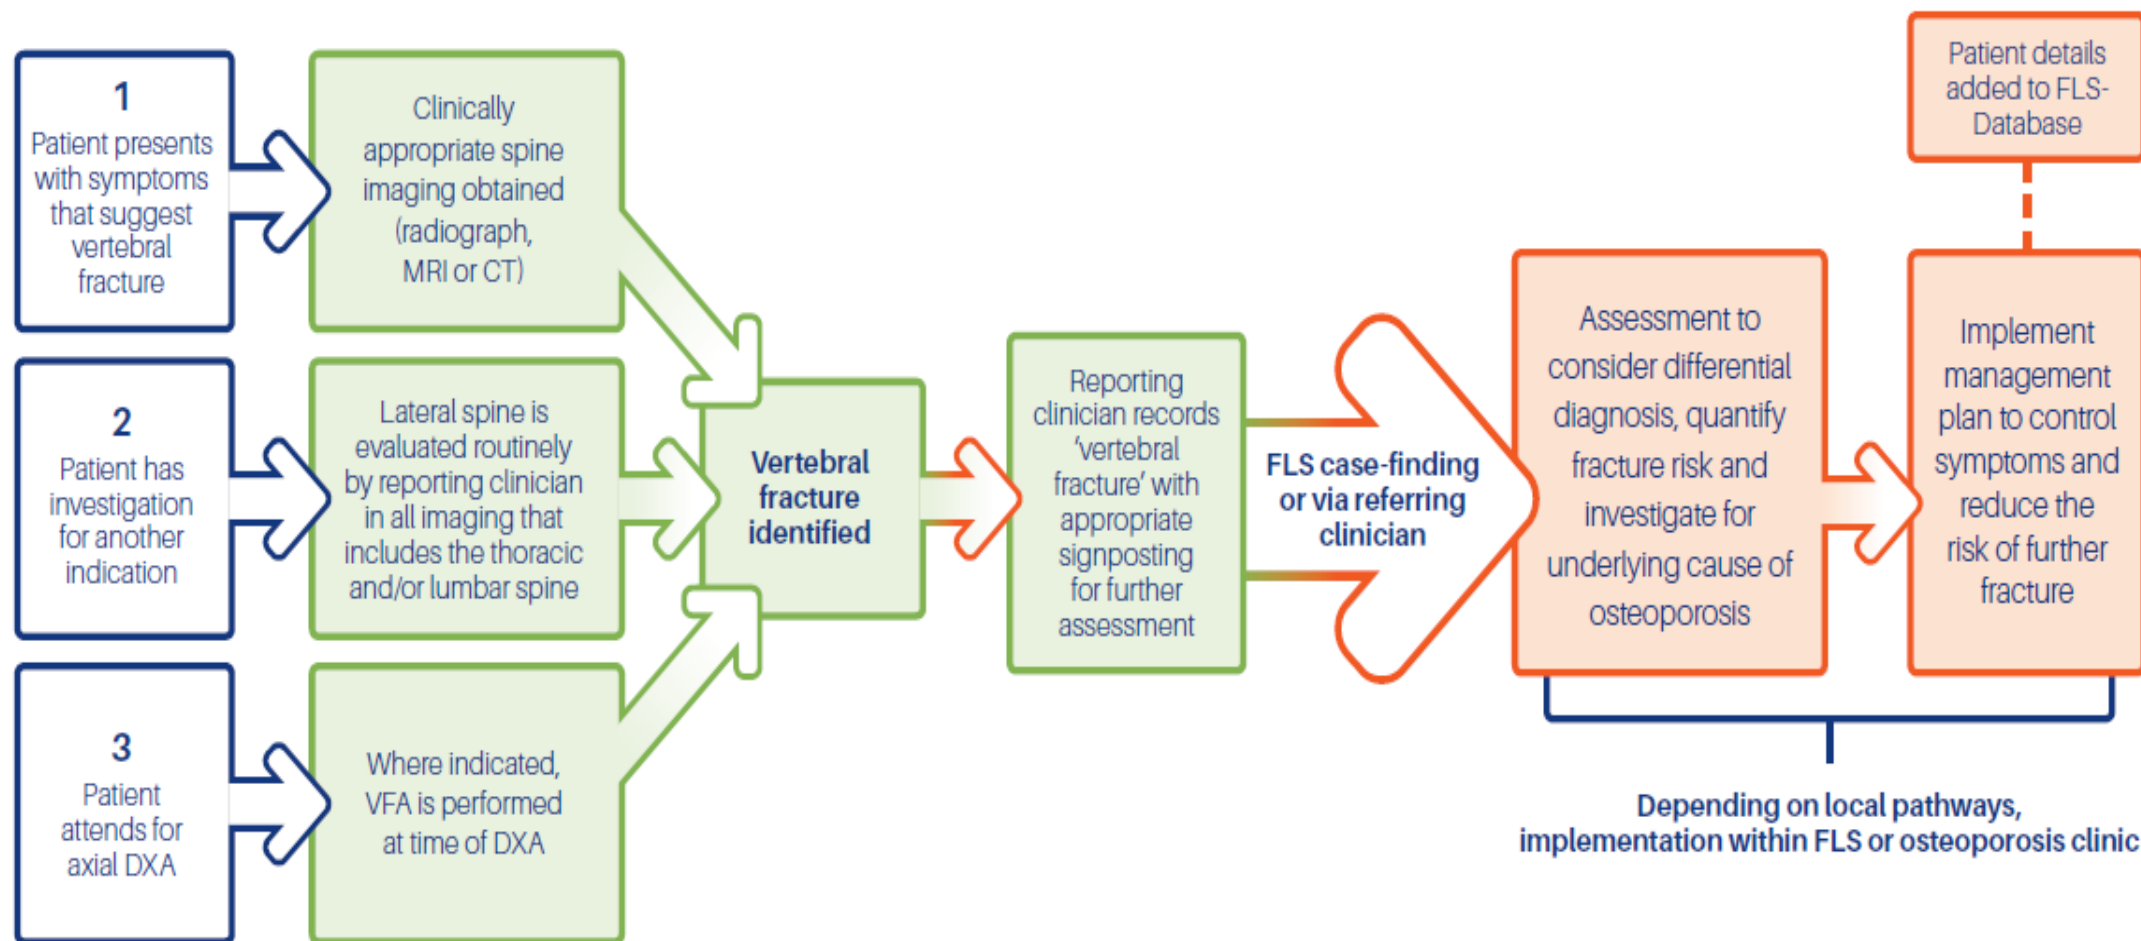 1
Patient presents
with symptoms
that suggest
vertebral
fracture
Clinically
appropriate spine
imaging obtained
(radiograph,
MRI or CT)
2
Patient has
investigation
for another
indication
Lateral spine is
evaluated routinely
by reporting clinician
in all imaging that
includes the thoracic
and/or lumbar spine
3
Patient
attends for
axial DXA
Where indicated,
VFA is performed
at time of DXA
Vertebral
fracture
identified
Reporting
clinician records
‘vertebral
fracture’ with
appropriate
signposting
for further
assessment
FLS case-finding
or via referring
clinician
Assessment to
consider differential
diagnosis, quantify
fracture risk and
investigate for
underlying cause of
osteoporosis
Patient details
added to FLS-
Database
Implement
management
plan to control
symptoms and
reduce the
risk of further
fracture
Depending on local pathways,
implementation within FLS or osteoporosis clinic